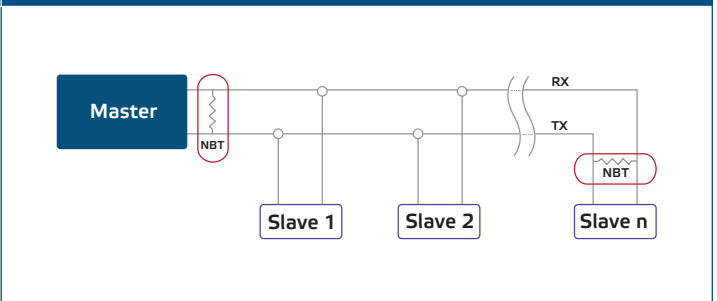 RX
Master
TX
NBT
NBT
Slave 1
Slave 2
Slave n